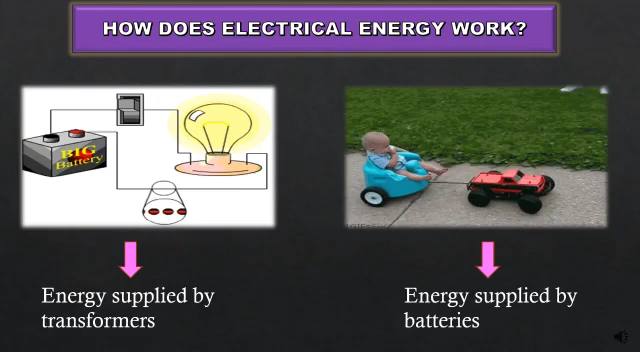 HOW DOES ELECTRICAL ENERGY WORK?
BIG
Battery
Energy supplied by
transformers
Energy supplied by
batteries